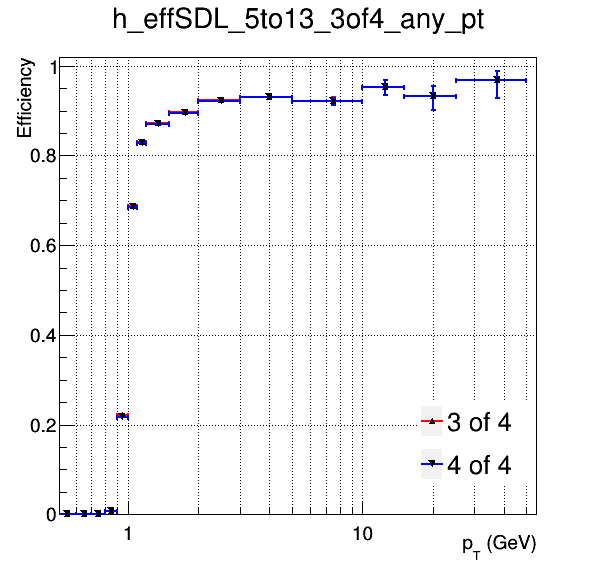 h_effSDL_5to13_3of4_any_pt
Efficiency
1
0.8
0.6
0.4
0.2
0
3 of 4
4 of 4
1
10
p_T (GeV)